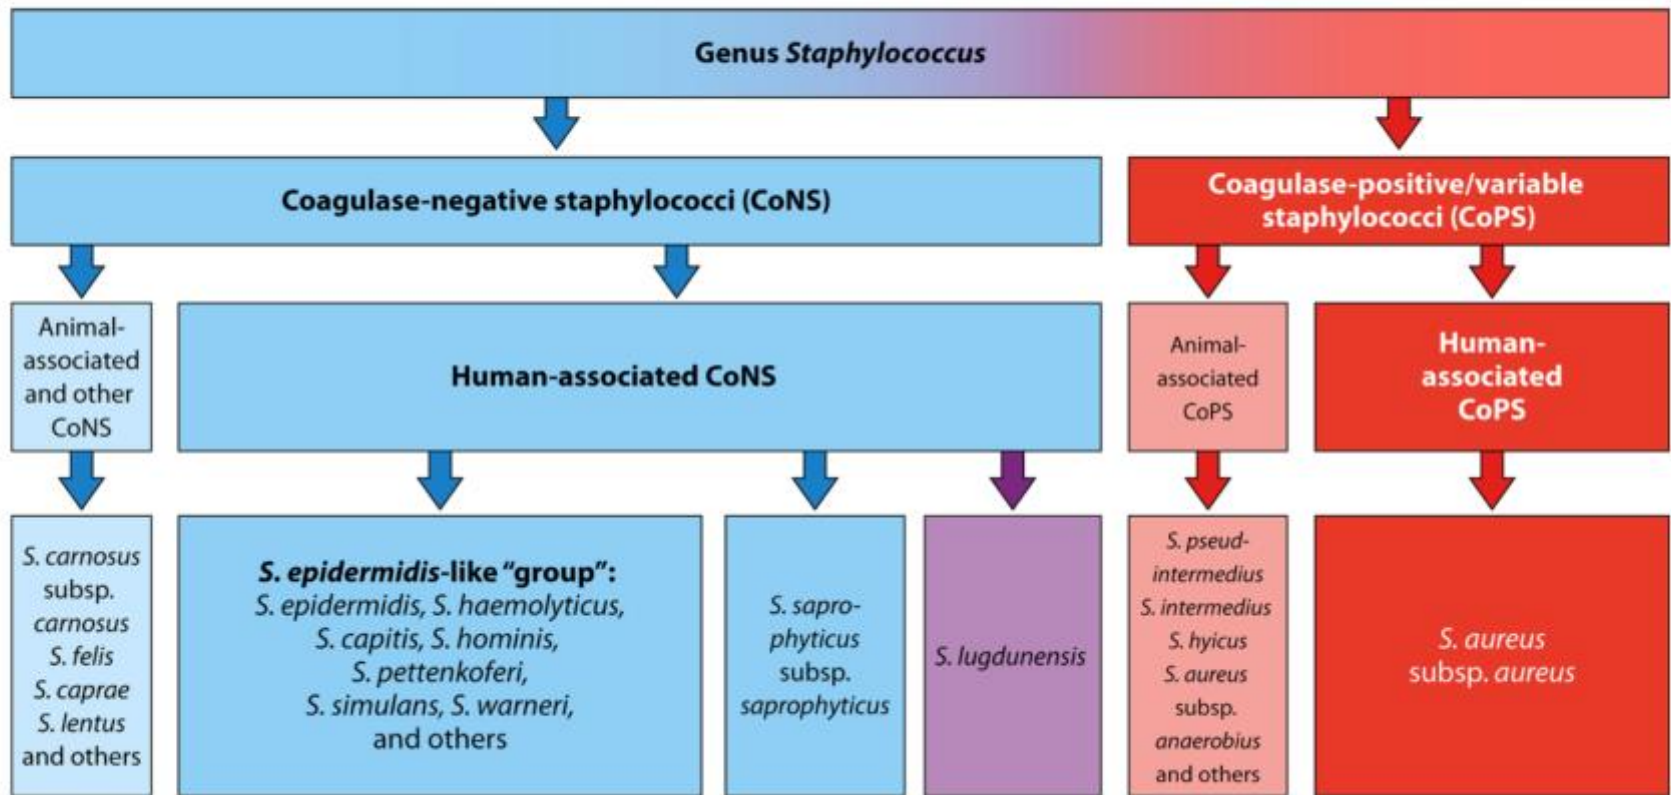 Genus Staphylococcus
Coagulase-negative staphylococci (CoNS)
Coagulase-positive/variable
staphylococci (CoPS)
Animal-
associated
and other
CoNS
Human-associated CoNS
Animal-
associated
CoPS
Human-
associated
CoPS
S. carnosus
subsp.
carnosus
S. felis
S. caprae
S. lentus
and others
S. epidermidis-like “group”:
S. epidermidis, S. haemolyticus,
S. capitis, S. hominis,
S. pettenkoferi,
S. simulans, S. warneri,
and others
S. sapro-
phyticus
subsp.
saprophyticus
S. lugdunensis
S. pseud-
intermedius
S. intermedius
S. hyicus
S. aureus
subsp.
anaerobius
and others
S. aureus
subsp. aureus